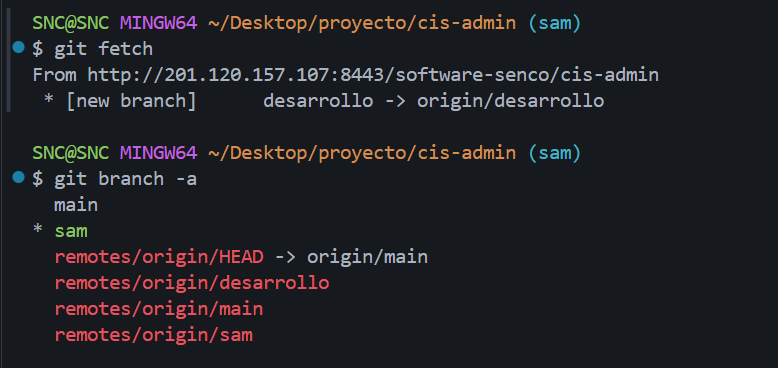 SNC@SNC MINGW64 ~/Desktop/proyecto/cis-admin (sam)
$ git fetch
From http://201.120.157.107:8443/software-senco/cis-admin
 * [new branch]      desarrollo -> origin/desarrollo

SNC@SNC MINGW64 ~/Desktop/proyecto/cis-admin (sam)
$ git branch -a
  main
* sam
  remotes/origin/HEAD -> origin/main
  remotes/origin/desarrollo
  remotes/origin/main
  remotes/origin/sam